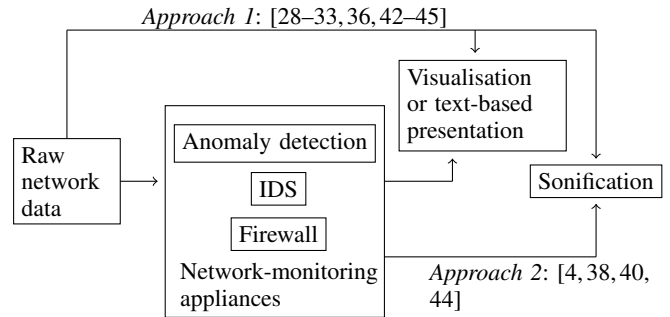 Approach 1: [28–33, 36, 42–45]
Visualisation
or text-based
presentation
Anomaly detection
Raw
network
data
IDS
Sonification
Firewall
Network-monitoring
appliances
Approach 2: [4, 38, 40,
44]